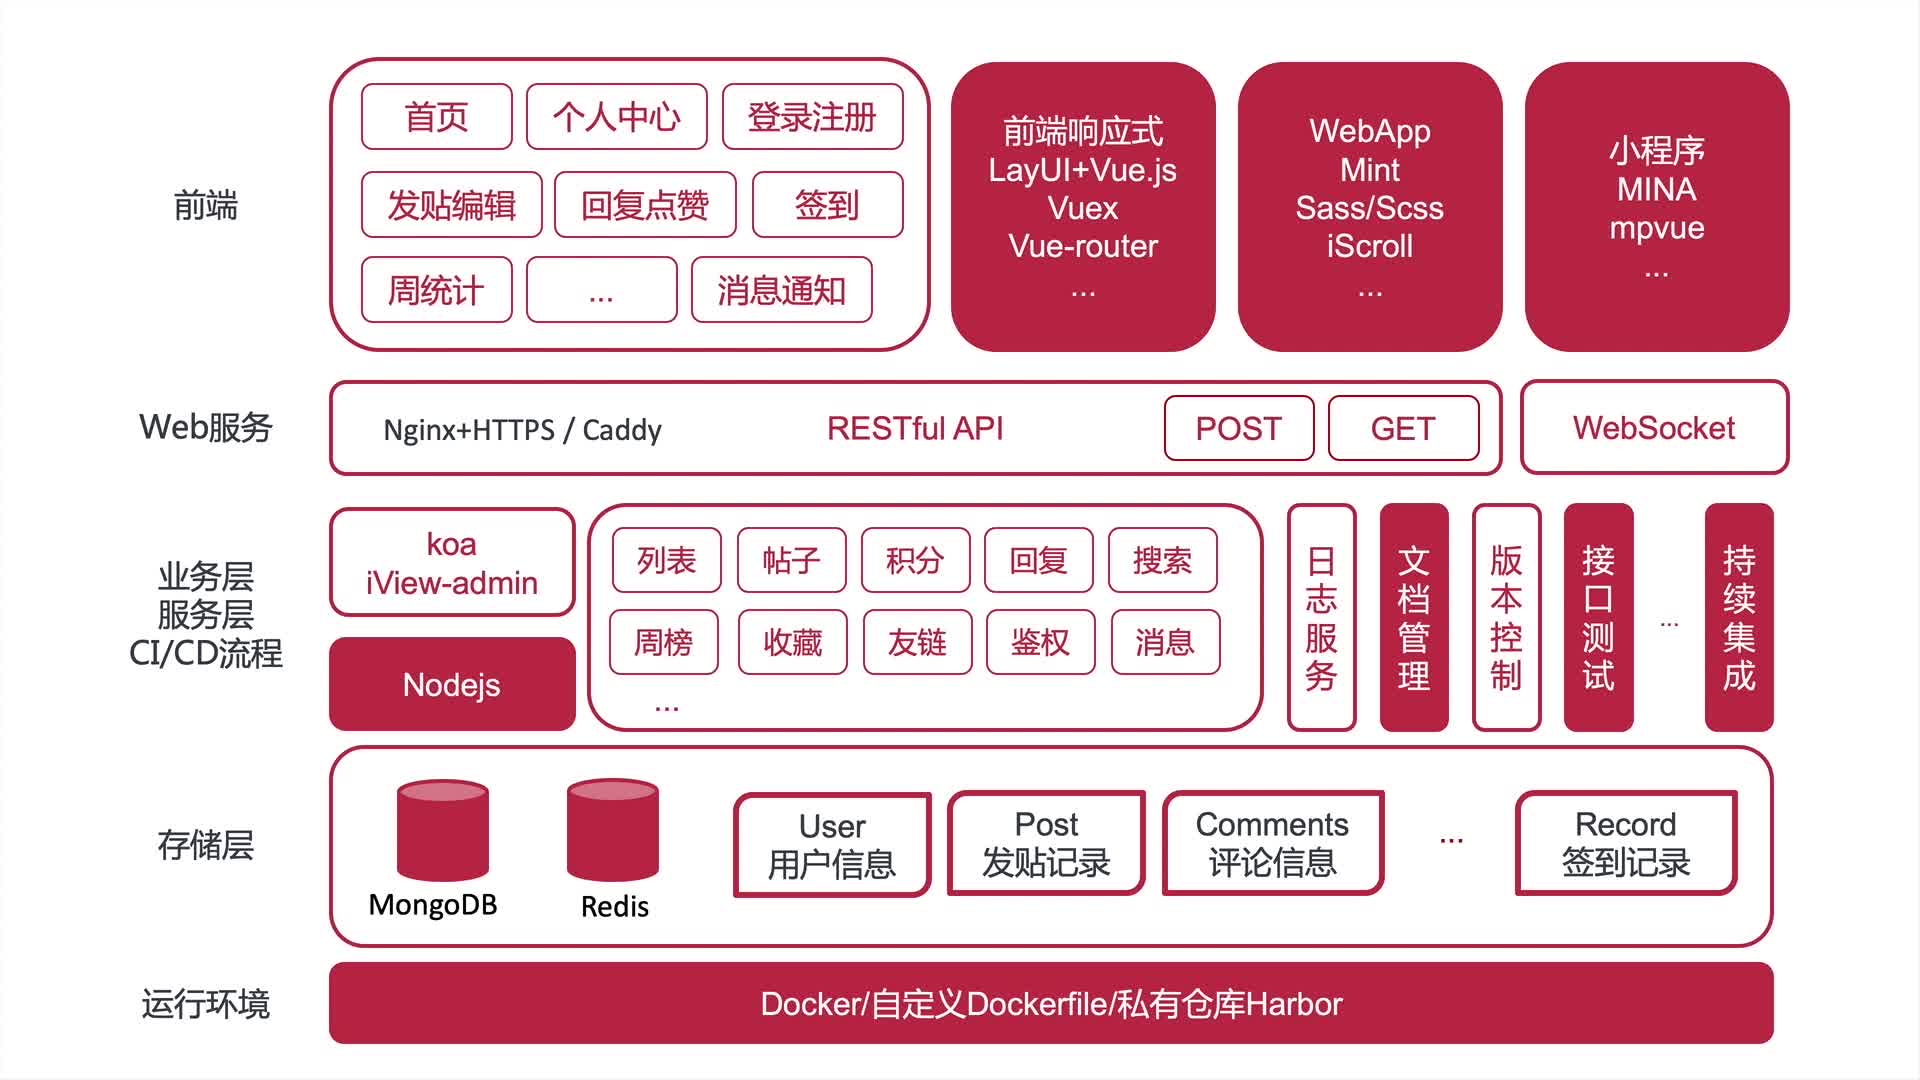 前端
首页
个人中心
登录注册
发贴编辑
回复点赞
签到
周统计
...
消息通知
前端响应式
LayUI+Vue.js
Vuex
Vue-router
...
WebApp
Mint
Sass/Scss
iScroll
...
小程序
MINA
mpvue
...
Web服务
Nginx+HTTPS / Caddy
RESTful API
POST
GET
WebSocket
业务层
服务层
CI/CD流程
koa
iView-admin
Nodejs
列表
帖子
积分
回复
搜索
周榜
收藏
友链
鉴权
消息
...
日志服务
文档管理
版本控制
接口测试
...
持续集成
存储层
MongoDB
Redis
User
用户信息
Post
发贴记录
Comments
评论信息
...
Record
签到记录
运行环境
Docker/自定义Dockerfile/私有仓库Harbor